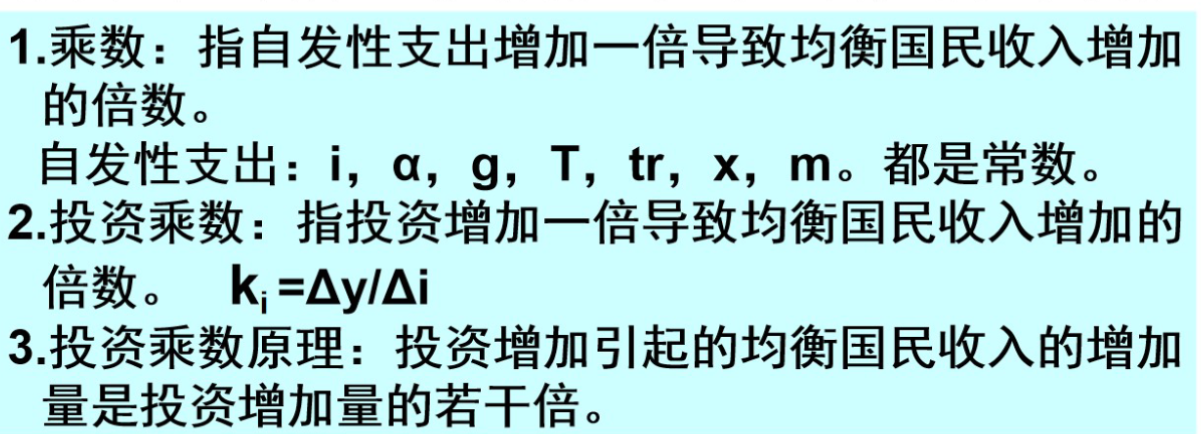 1.乘数：指自发性支出增加一倍导致均衡国民收入增加
的倍数。
自发性支出：i，α，g，T，tr，x，m。都是常数。
2.投资乘数：指投资增加一倍导致均衡国民收入增加的
倍数。 ki=Δy/Δi
3.投资乘数原理：投资增加引起的均衡国民收入的增加
量是投资增加量的若干倍。